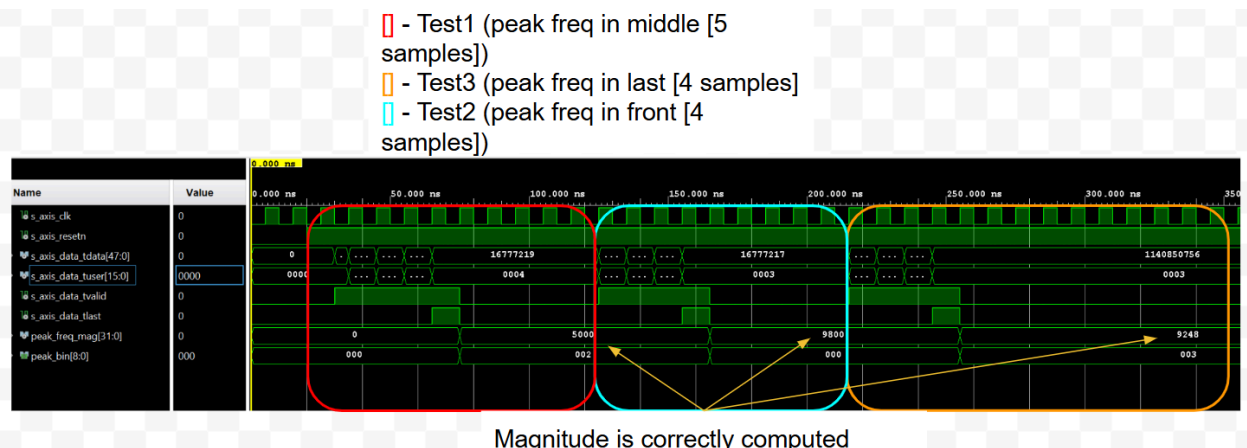 [] - Test1 (peak freq in middle [5
samples])
[] - Test3 (peak freq in last [4 samples]
[] - Test2 (peak freq in front [4
samples])
0.000 ns
Name Value 0.000 ns 50.000 ns 100.000 ns 150.000 ns 200.000 ns 250.000 ns 300.000 ns 350
s_axis_clk 0
s_axis_resetn 0
s_axis_data_tdata[47:0] 0 0 ... ... ... 16777219 ... ... ... 16777217 ... ... ... 1140850756
s_axis_data_tuser[15:0] 0000 0000 ... ... ... 0004 ... ... ... 0003 ... ... ... 0003
s_axis_data_tvalid 0
s_axis_data_tlast 0
peak_freq_mag[31:0] 0 0 5000 9800 9248
peak_bin[8:0] 000 000 002 000 003
Magnitude is correctly computed